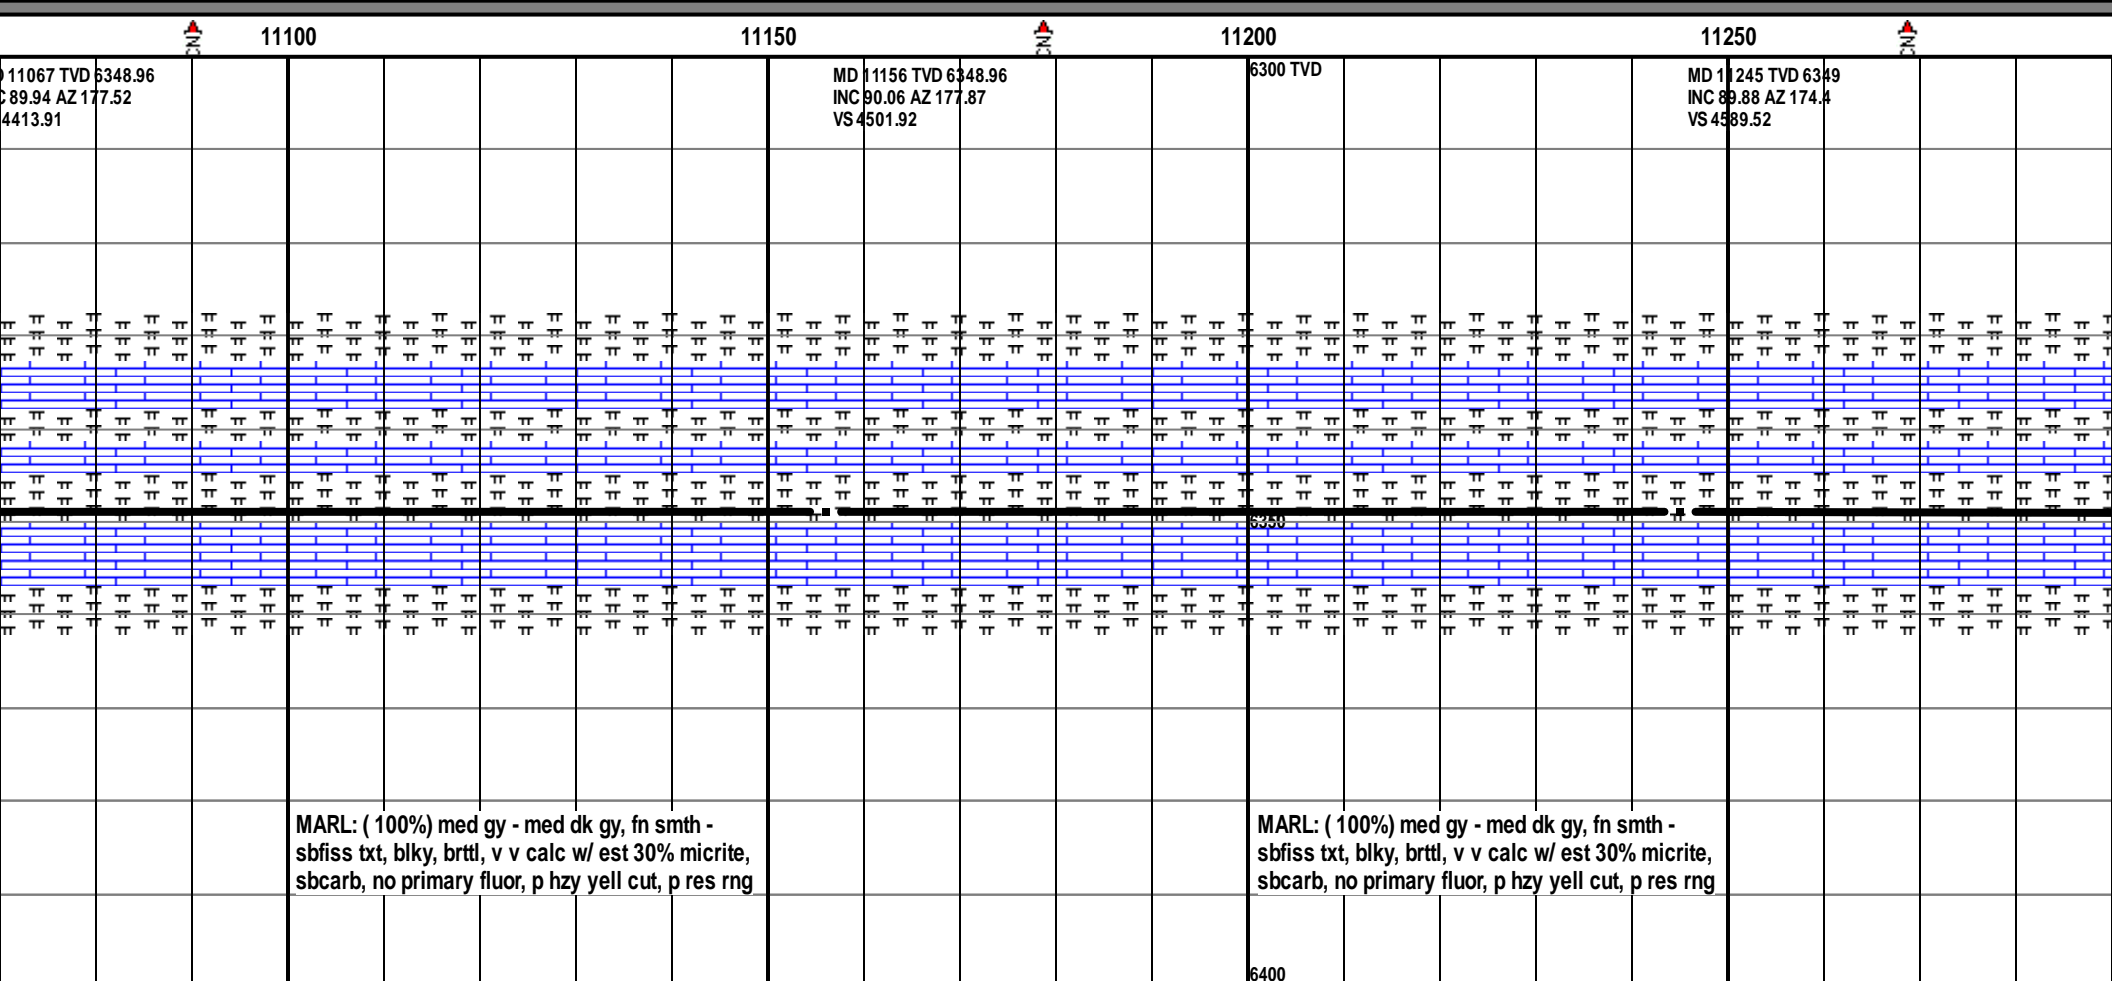 11100
11150
11200
11250
CN
CN
CN
11067 TVD 6348.96
89.94 AZ 177.52
4413.91
MD 11156 TVD 6348.96
INC 90.06 AZ 177.87
VS 4501.92
6300 TVD
MD 11245 TVD 6349
INC 89.88 AZ 174.4
VS 4589.52
6350
MARL: ( 100%) med gy - med dk gy, fn smth -
sbfiss txt, blky, brttl, v v calc w/ est 30% micrite,
sbcarb, no primary fluor, p hzy yell cut, p res rng
MARL: ( 100%) med gy - med dk gy, fn smth -
sbfiss txt, blky, brttl, v v calc w/ est 30% micrite,
sbcarb, no primary fluor, p hzy yell cut, p res rng
6400